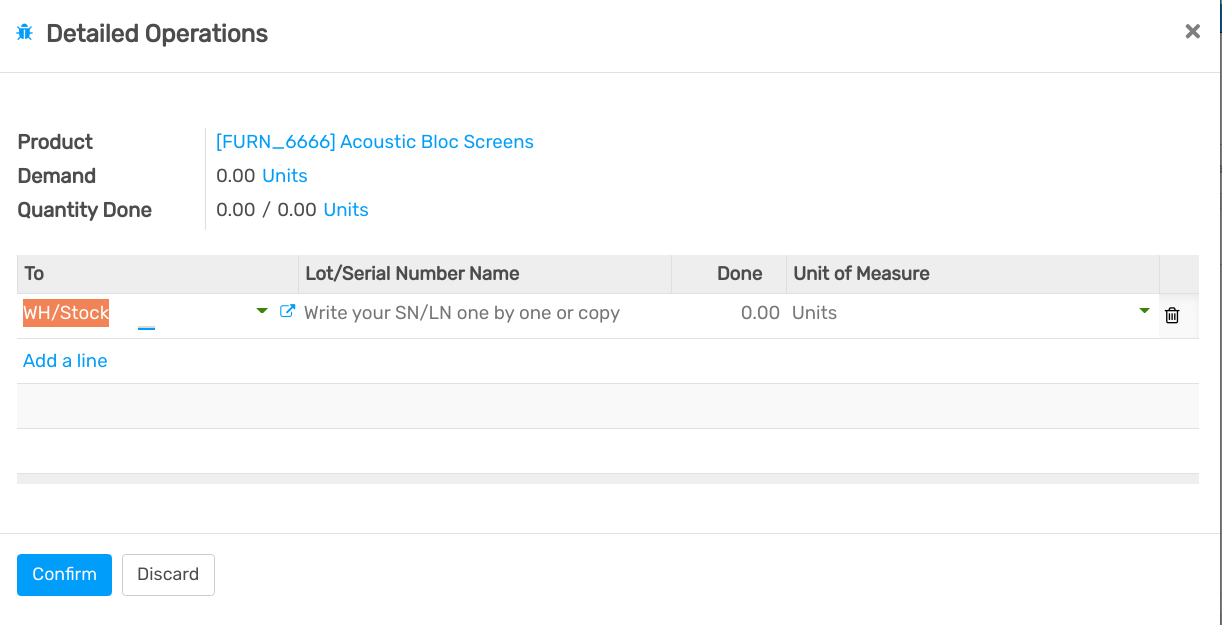 Detailed Operations
Product [FURN_6666] Acoustic Bloc Screens
Demand 0.00 Units
Quantity Done 0.00 / 0.00 Units
To Lot/Serial Number Name Done Unit of Measure
WH/Stock Write your SN/LN one by one or copy 0.00 Units
Add a line
Confirm Discard